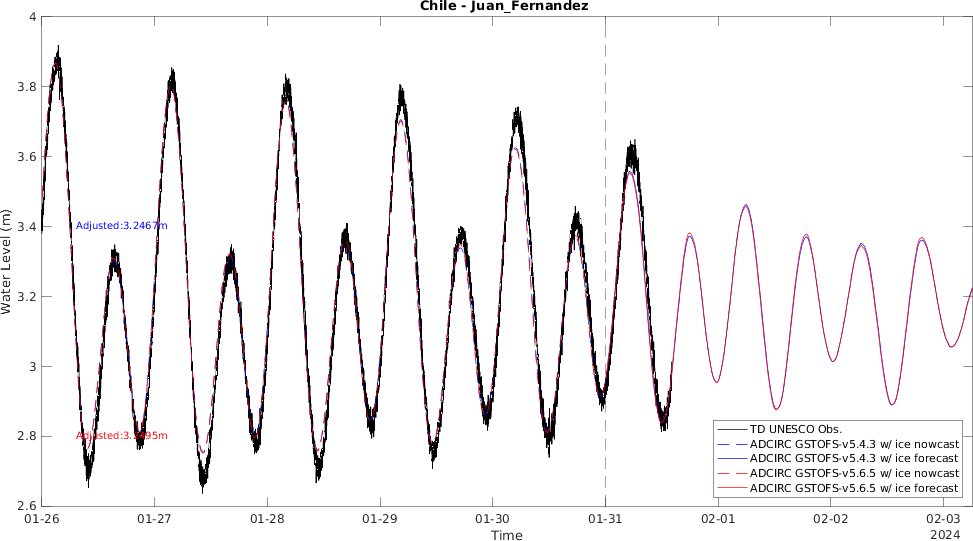 Chile - Juan_Fernandez
4
3.8
3.6
3.4
3.2
3
2.8
2.6
Water Level (m)
Adjusted:3.2467m
01-26
01-27
01-28
01-29
01-30
01-31
02-01
02-02
02-03
2024
Time
TD UNESCO Obs.
ADCIRC GSTOFS-v5.4.3 w/ ice nowcast
ADCIRC GSTOFS-v5.4.3 w/ ice forecast
ADCIRC GSTOFS-v5.6.5 w/ ice nowcast
ADCIRC GSTOFS-v5.6.5 w/ ice forecast